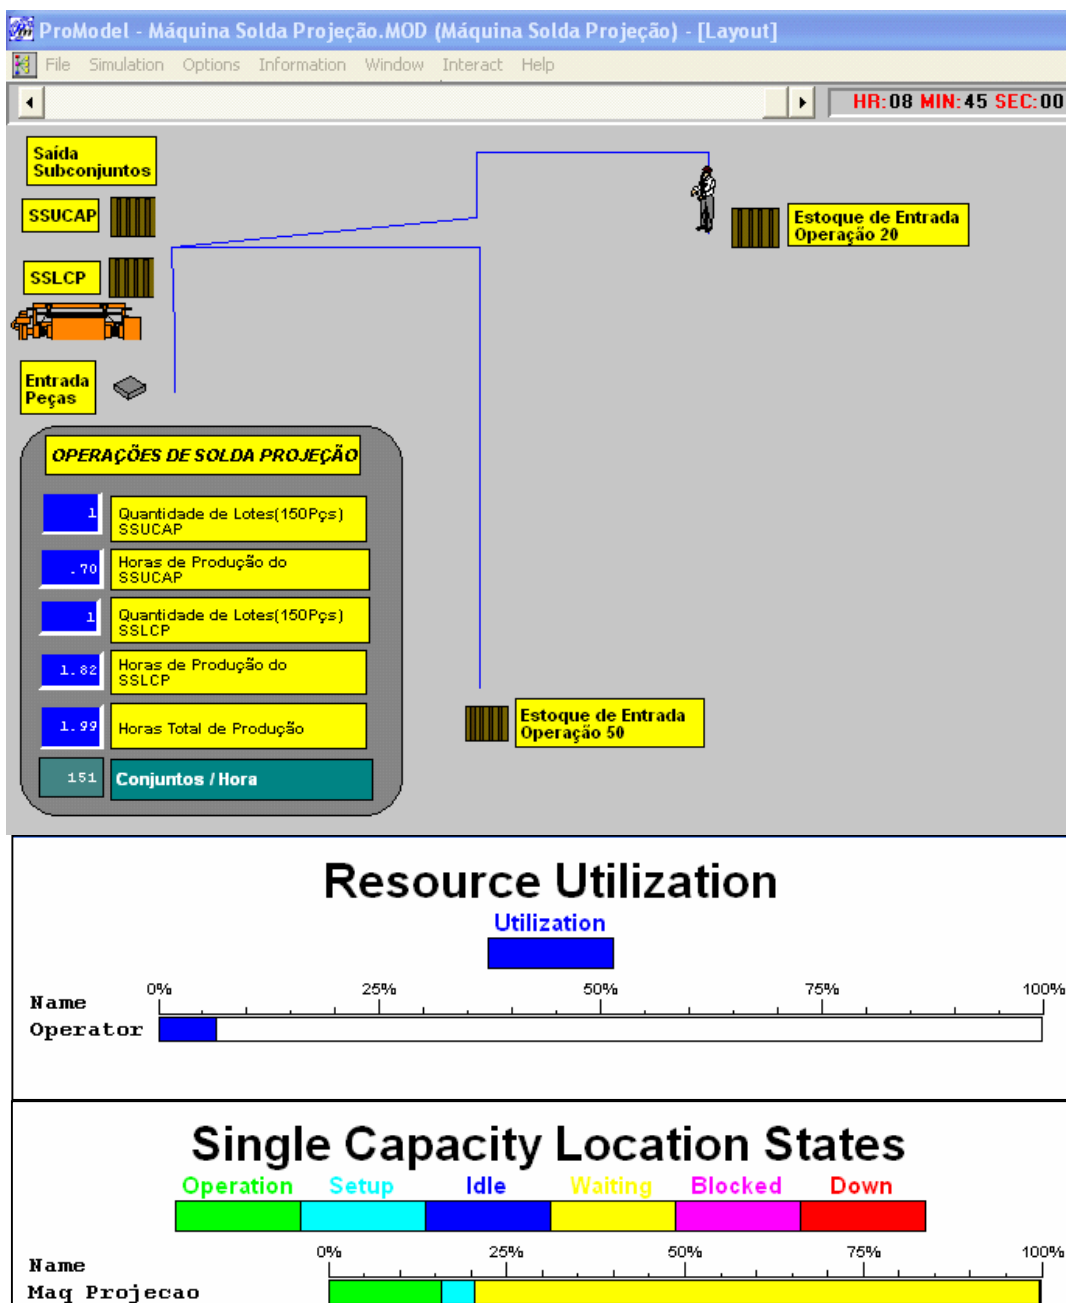 ProModel - Máquina Solda Projeção.MOD (Máquina Solda Projeção) - [Layout]
File Simulation Options Information Window Interact Help
HR:08 MIN:45 SEC:00
Saída
Subconjuntos
SSUCAP
Estoque de Entrada
Operação 20
SSLCP
Entrada
Peças
OPERAÇÕES DE SOLDA PROJEÇÃO
1 Quantidade de Lotes(150Pçs)
SSUCAP
.70 Horas de Produção do
SSUCAP
1 Quantidade de Lotes(150Pçs)
SSLCP
1.82 Horas de Produção do
SSLCP
1.99 Horas Total de Produção
151 Conjuntos / Hora
Estoque de Entrada
Operação 50
Resource Utilization
Utilization
0% 25% 50% 75% 100%
Name
Operator
Single Capacity Location States
Operation Setup Idle Waiting Blocked Down
0% 25% 50% 75% 100%
Name
Maq Projecao